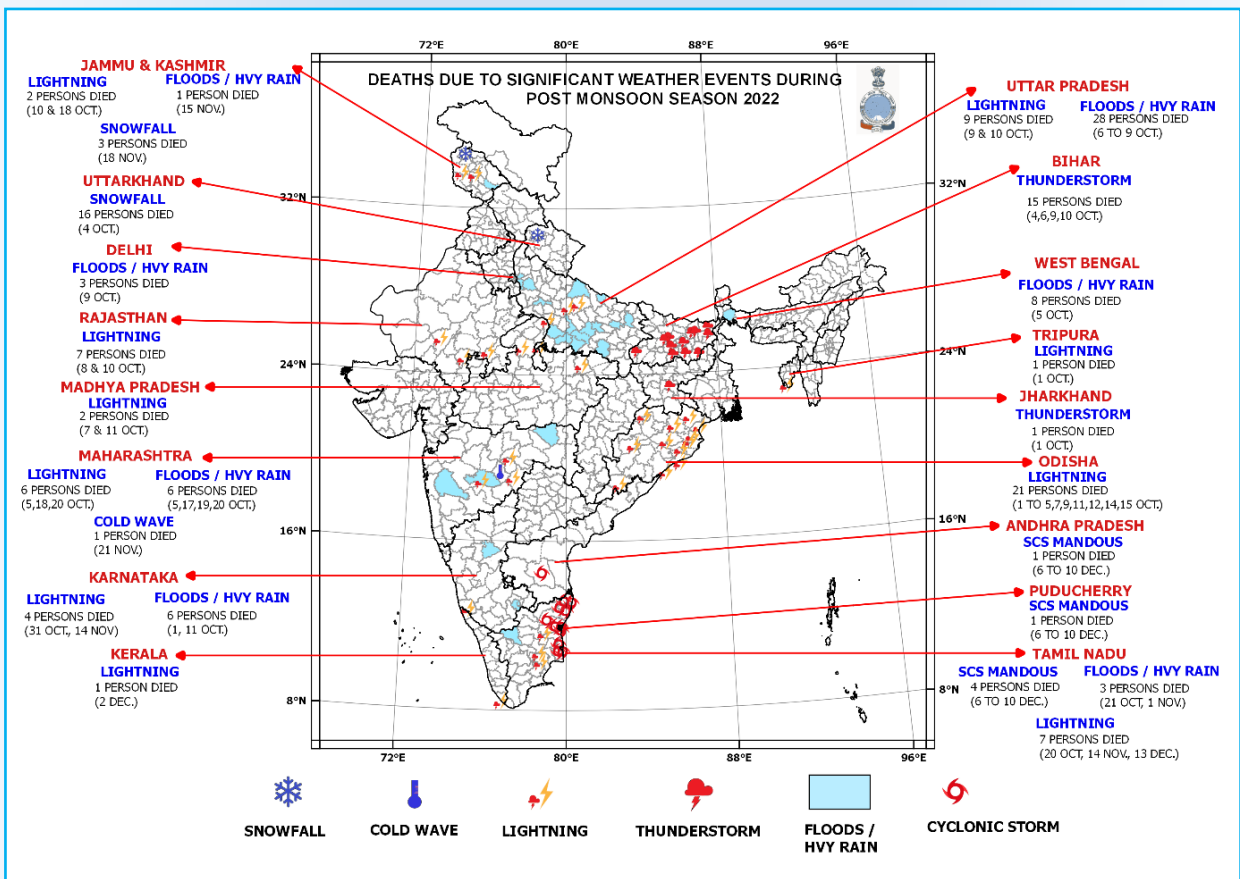 72°E 80°E 88°E 96°E
DEATHS DUE TO SIGNIFICANT WEATHER EVENTS DURING
POST MONSOON SEASON 2022
JAMMU & KASHMIR
LIGHTNING
2 PERSONS DIED
(10 & 18 OCT.)
FLOODS / HVY RAIN
1 PERSON DIED
(15 NOV.)
SNOWFALL
3 PERSONS DIED
(18 NOV.)
UTTARKHAND
SNOWFALL
16 PERSONS DIED
(4 OCT.)
DELHI
FLOODS / HVY RAIN
3 PERSONS DIED
(9 OCT.)
RAJASTHAN
LIGHTNING
7 PERSONS DIED
(8 & 10 OCT.)
MADHYA PRADESH
LIGHTNING
2 PERSONS DIED
(7 & 11 OCT.)
MAHARASHTRA
LIGHTNING
6 PERSONS DIED
(5,18,20 OCT.)
FLOODS / HVY RAIN
6 PERSONS DIED
(5,17,19,20 OCT.)
COLD WAVE
1 PERSON DIED
(21 NOV.)
KARNATAKA
LIGHTNING
4 PERSONS DIED
(31 OCT., 14 NOV)
FLOODS / HVY RAIN
6 PERSONS DIED
(1, 11 OCT.)
KERALA
LIGHTNING
1 PERSON DIED
(2 DEC.)
32°N
24°N
16°N
8°N
UTTAR PRADESH
LIGHTNING
9 PERSONS DIED
(9 & 10 OCT.)
FLOODS / HVY RAIN
28 PERSONS DIED
(6 TO 9 OCT.)
BIHAR
THUNDERSTORM
15 PERSONS DIED
(4,6,9,10 OCT.)
WEST BENGAL
FLOODS / HVY RAIN
8 PERSONS DIED
(5 OCT.)
TRIPURA
LIGHTNING
1 PERSON DIED
(1 OCT.)
JHARKHAND
THUNDERSTORM
1 PERSON DIED
(1 OCT.)
ODISHA
LIGHTNING
21 PERSONS DIED
(1 TO 5,7,9,11,12,14,15 OCT.)
ANDHRA PRADESH
SCS MANDOUS
1 PERSON DIED
(6 TO 10 DEC.)
PUDUCHERRY
SCS MANDOUS
1 PERSON DIED
(6 TO 10 DEC.)
TAMIL NADU
SCS MANDOUS
4 PERSONS DIED
(6 TO 10 DEC.)
FLOODS / HVY RAIN
3 PERSONS DIED
(21 OCT, 1 NOV.)
LIGHTNING
7 PERSONS DIED
(20 OCT, 14 NOV., 13 DEC.)
32°N
24°N
16°N
8°N
72°E 80°E 88°E 96°E
SNOWFALL
COLD WAVE
LIGHTNING
THUNDERSTORM
FLOODS /
HVY RAIN
CYCLONIC STORM